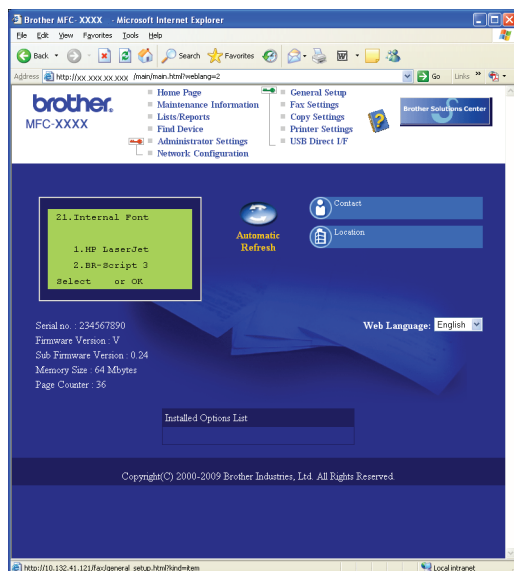 Brother MFC- XXXX - Microsoft Internet Explorer
File Edit View Favorites Tools Help
Back Search Favorites
Address http://xx.xxx.xx.xxx /main/main.html?weblang=2 Go Links »
brother.
MFC-XXXX
Home Page
Maintenance Information
Lists/Reports
Find Device
Administrator Settings
Network Configuration
General Setup
Fax Settings
Copy Settings
Printer Settings
USB Direct I/F
Brother Solutions Center
21.Internal Font
1.HP LaserJet
2.BR-Script 3
Select or OK
Automatic
Refresh
Contact
Location
Serial no. : 234567890
Firmware Version : V
Sub Firmware Version : 0.24
Memory Size : 64 Mbytes
Page Counter : 36
Web Language: English
Installed Options List
Copyright(C) 2000-2009 Brother Industries, Ltd. All Rights Reserved.
http://10.132.41.121/fax/general_setup.html?kind=item Local intranet